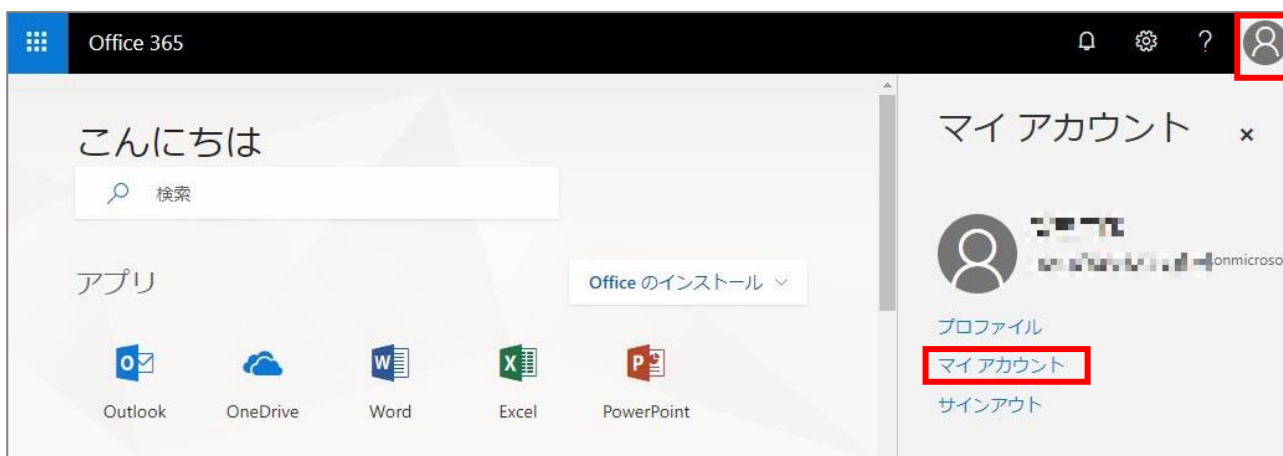 Office 365
?
こんにちは
検索
アプリ
Office のインストール
Outlook
OneDrive
Word
Excel
PowerPoint
マイ アカウント
onmicroso
プロファイル
マイ アカウント
サインアウト